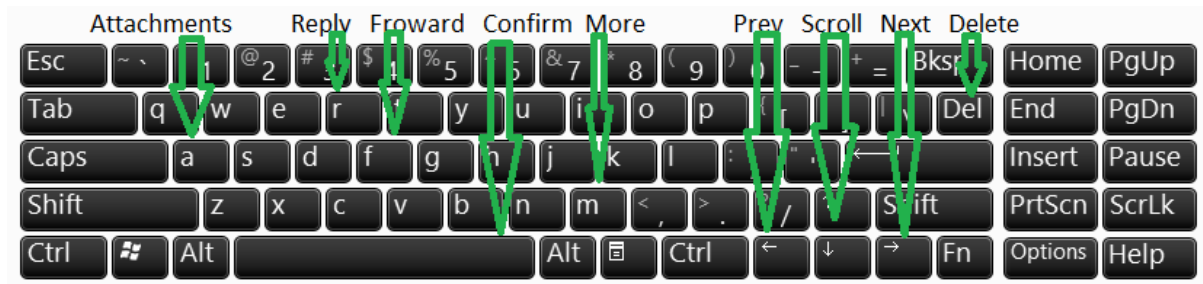 Attachments Reply Froward Confirm More Prev Scroll Next Delete
Esc ~ ` 1 @ 2 # $ 4 % 5 6 & 7 * 8 ( 9 ) 0 - + = Bksp Home PgUp
Tab q w e r t y u i o p { [ | \ Del End PgDn
Caps a s d f g h j k l : " ' Insert Pause
Shift z x c v b n m < , > . ? / ↑ Shift PrtScn ScrLk
Ctrl Alt Alt Ctrl ← ↓ → Fn Options Help